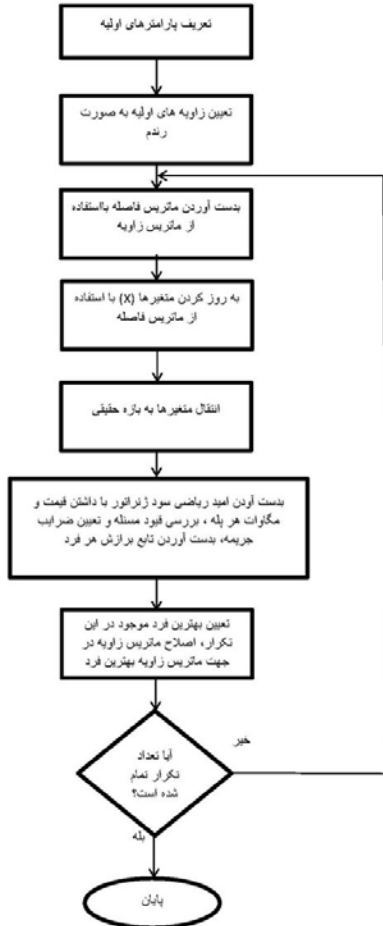 تعریف پارامترهای اولیه
تعیین زاویه های اولیه به صورت
رندم
بدست آوردن ماتریس فاصله بااستفاده
از ماتریس زاویه
به روز کردن متغیرها (x) با استفاده
از ماتریس فاصله
انتقال متغیرها به بازه حقیقی
بدست آودن امید ریاضی سود ژنراتور با داشتن قیمت و
مگاوات هر پله ، بررسی قیود مسئله و تعیین ضرایب
جریمه، بدست آوردن تابع برازش هر فرد
تعیین بهترین فرد موجود در این
تکرار، اصلاح ماتریس زاویه در
جهت ماتریس زاویه بهترین فرد
آیا تعداد
تکرار تمام
شده است؟
خیر
بله
پایان